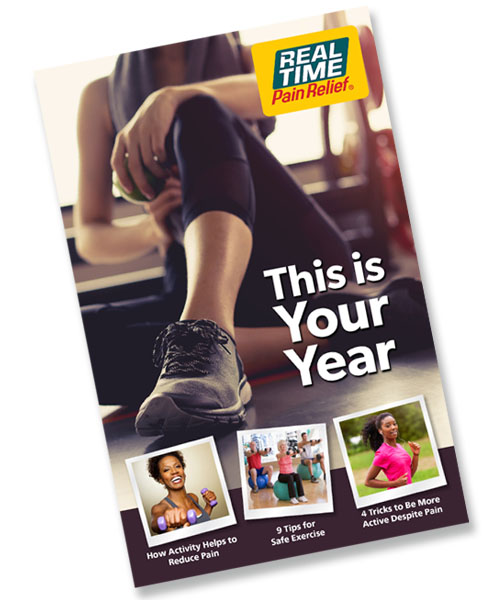 REAL
TIME
Pain Relief®
This is
Your
Year
How Activity Helps to
Reduce Pain
9 Tips for
Safe Exercise
4 Tricks to Be More
Active Despite Pain